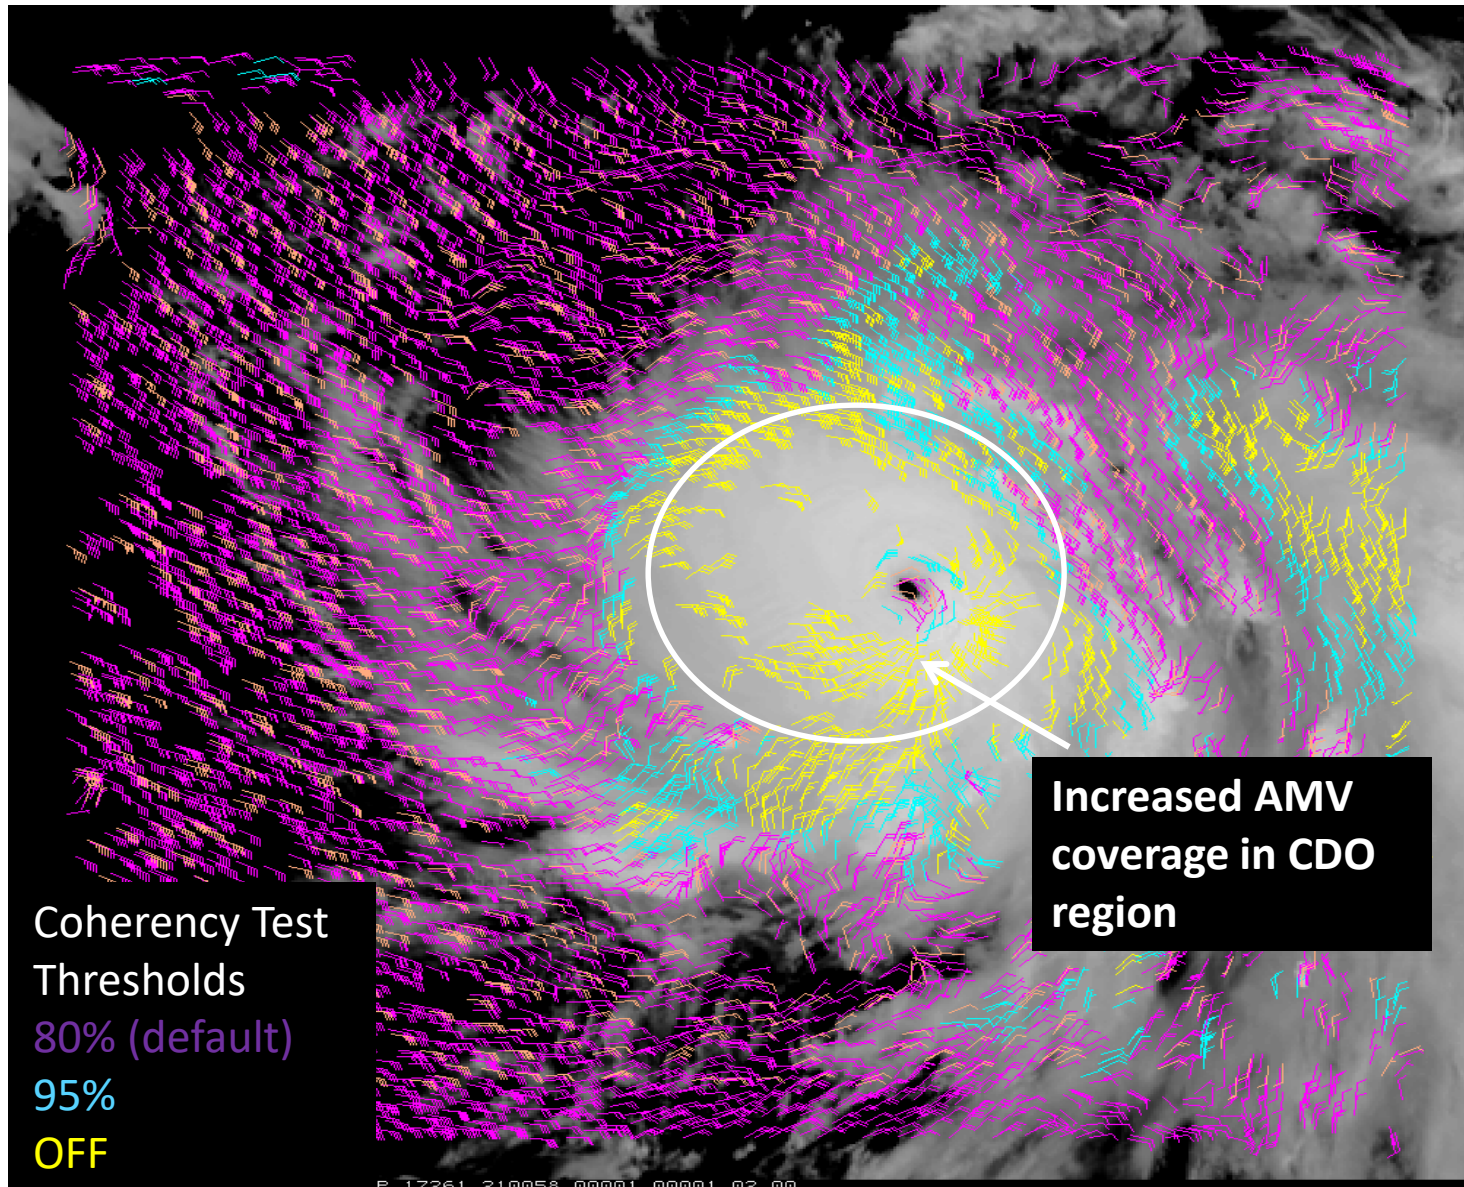 Increased AMV
coverage in CDO
region
Coherency Test
Thresholds
80% (default)
95%
OFF